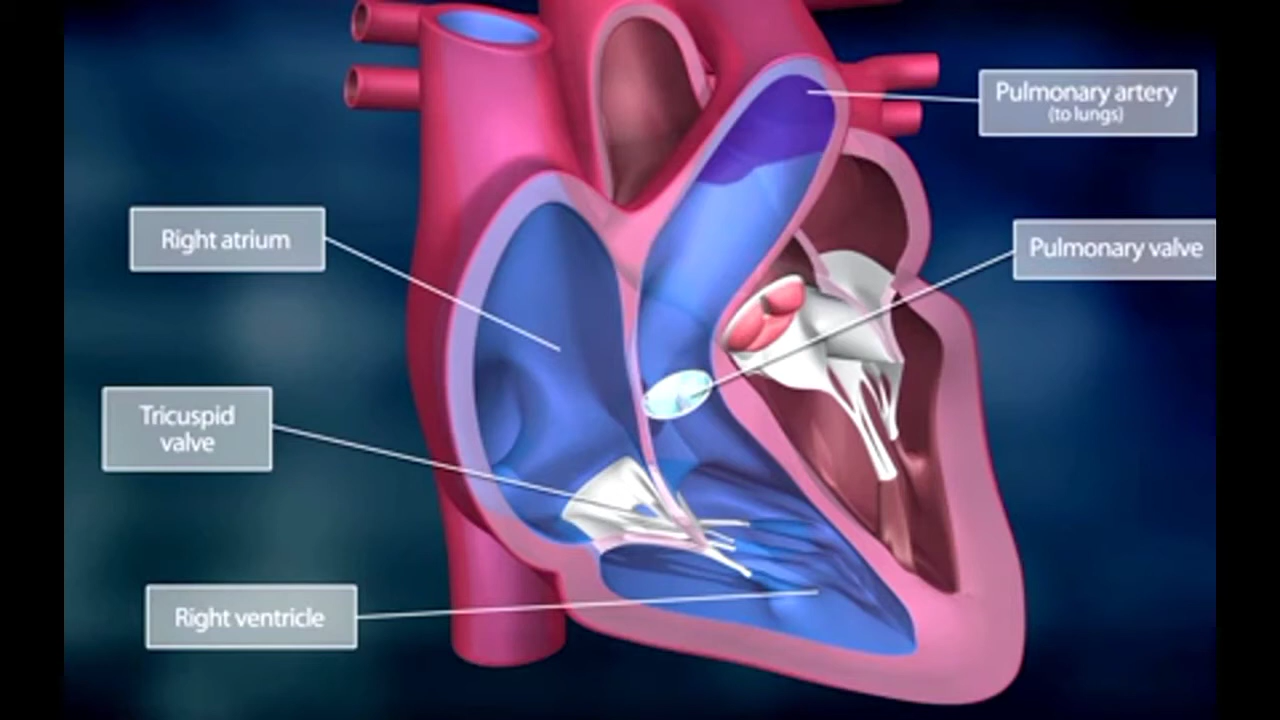 Pulmonary artery
(to lungs)
Right atrium
Pulmonary valve
Tricuspid
valve
Right ventricle